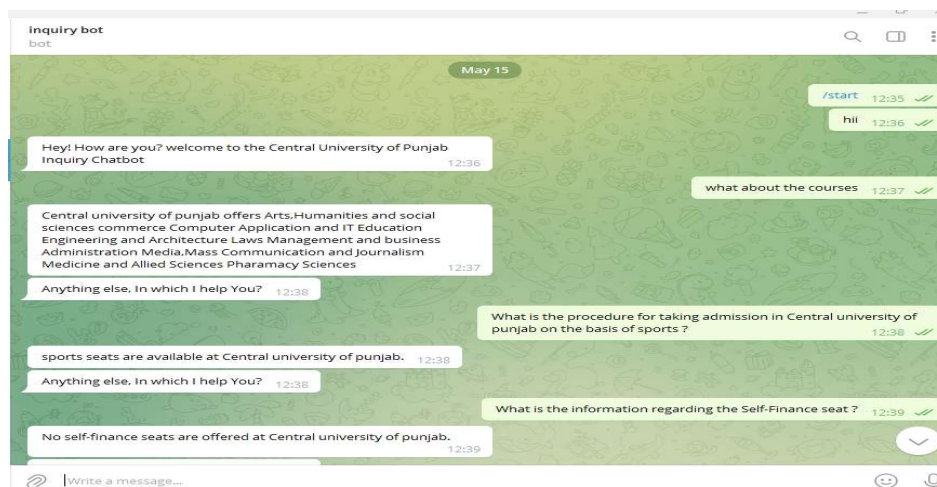 inquiry bot
bot
May 15
/start 12:35
hii 12:36
Hey! How are you? welcome to the Central University of Punjab
Inquiry Chatbot 12:36
what about the courses 12:37
Central university of punjab offers Arts,Humanities and social
sciences commerce Computer Application and IT Education
Engineering and Architecture Laws Management and business
Administration Media,Mass Communication and Journalism
Medicine and Allied Sciences Pharamacy Sciences 12:37
Anything else, In which I help You? 12:38
What is the procedure for taking admission in Central university of
punjab on the basis of sports ? 12:38
sports seats are available at Central university of punjab. 12:38
Anything else, In which I help You? 12:38
What is the information regarding the Self-Finance seat ? 12:39
No self-finance seats are offered at Central university of punjab.
12:39
Write a message...